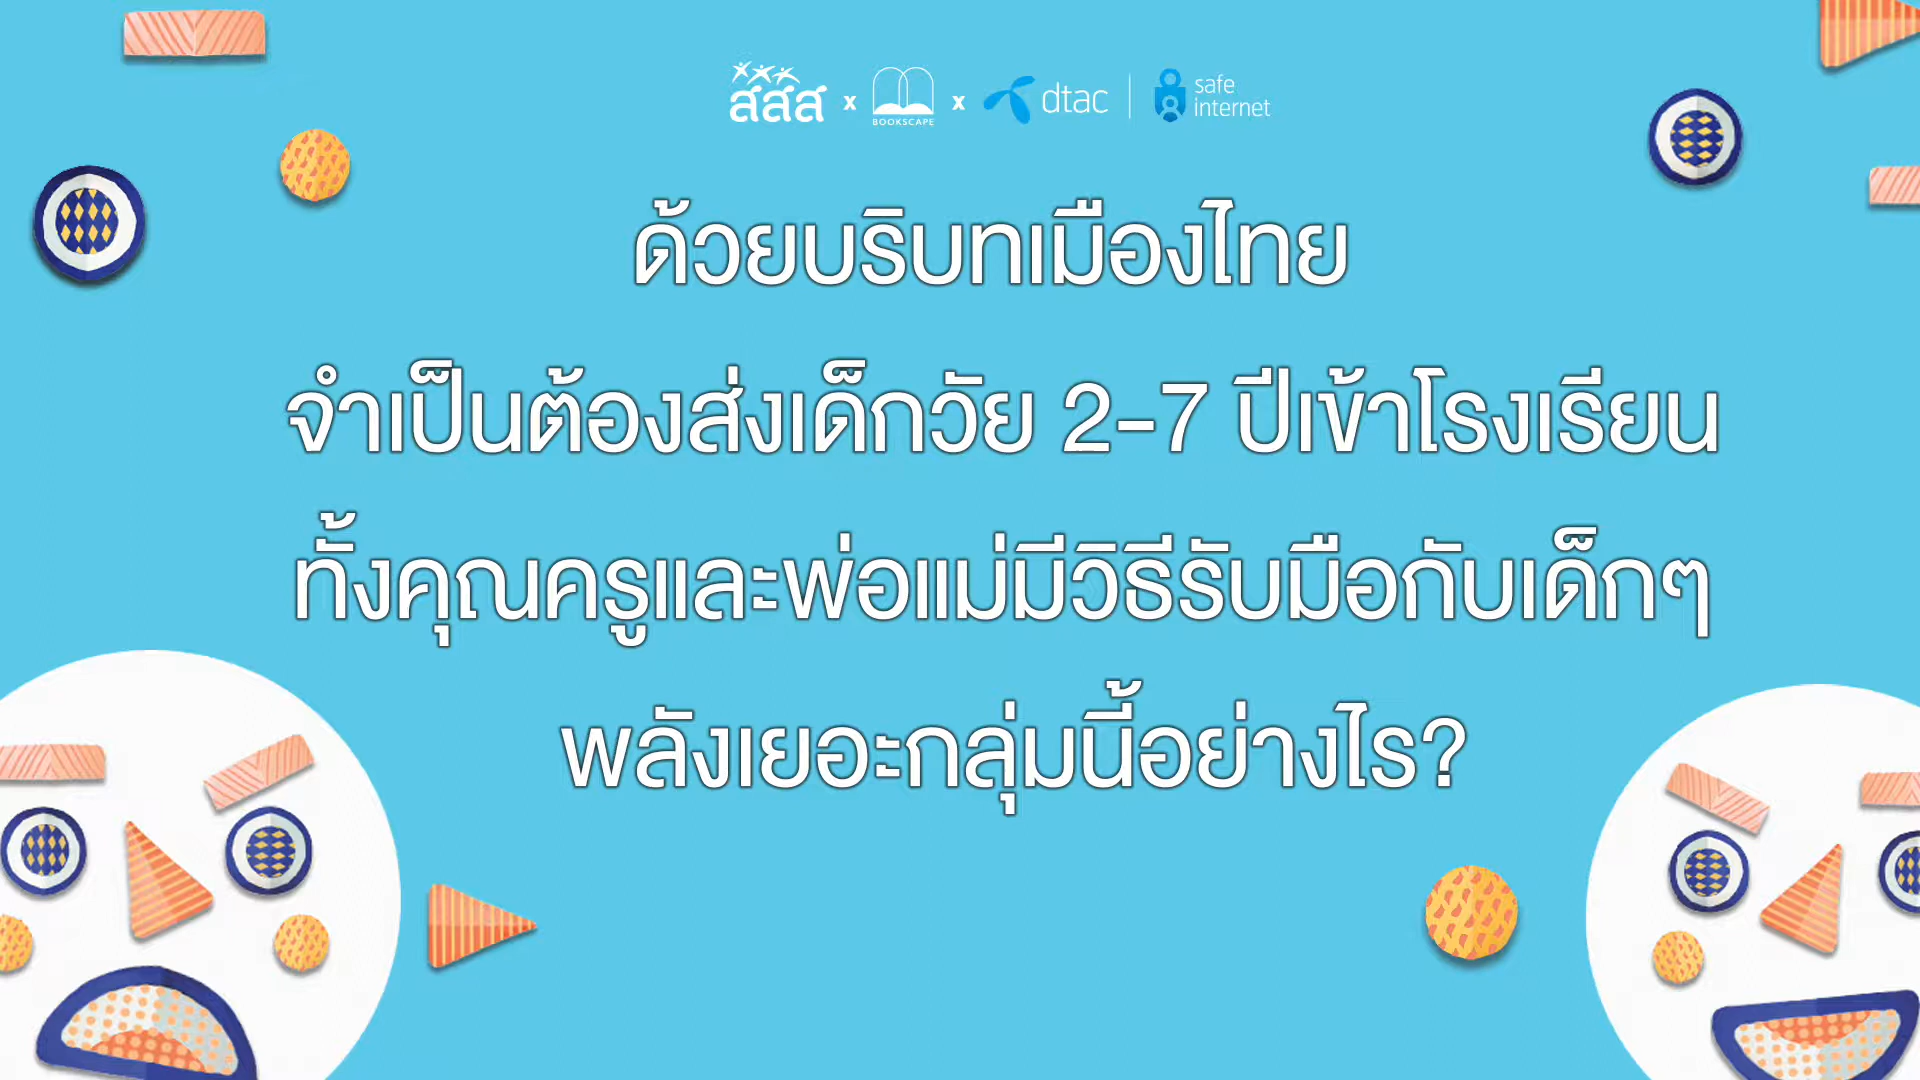 สสส x BOOKSCAPE x dtac | safe internet
ด้วยบริบทเมืองไทย
จำเป็นต้องส่งเด็กวัย 2-7 ปีเข้าโรงเรียน
ทั้งคุณครูและพ่อแม่มีวิธีรับมือกับเด็กๆ
พลังเยอะกลุ่มนี้อย่างไร?